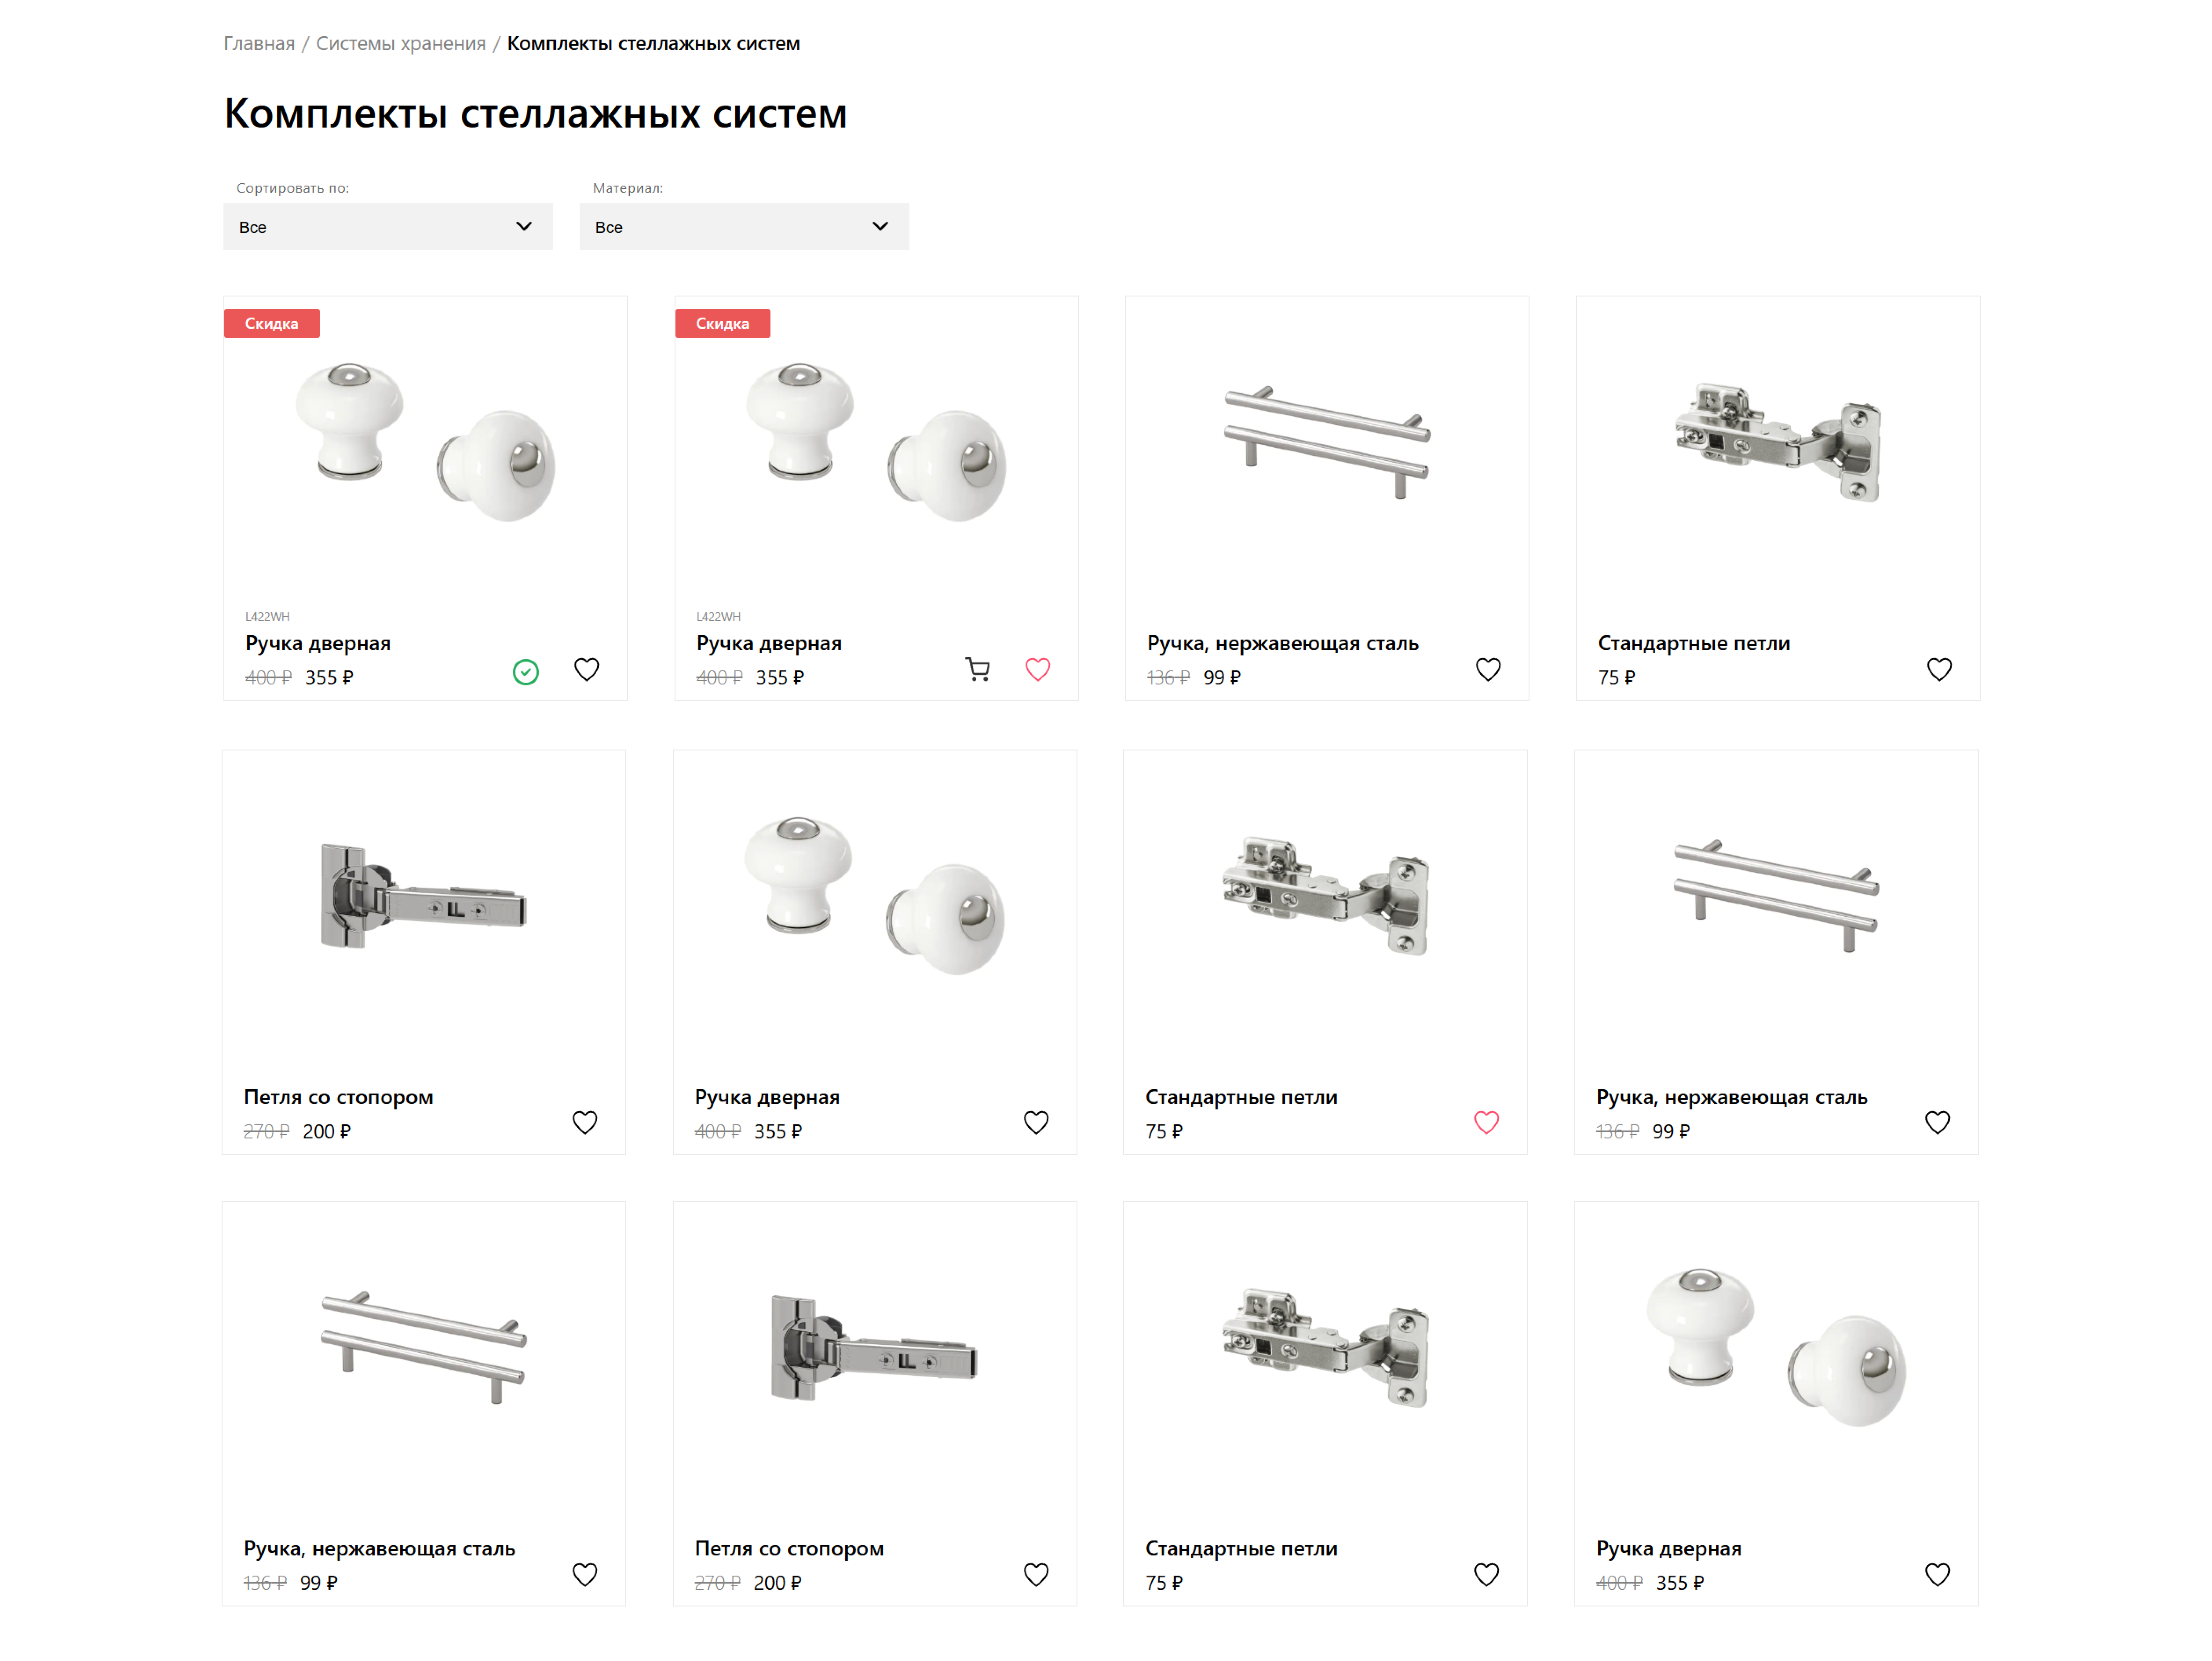 Главная / Системы хранения / Комплекты стеллажных систем
Комплекты стеллажных систем
Сортировать по:
Материал:
Все
Все
Скидка
Скидка
L422WH
L422WH
Ручка дверная
Ручка дверная
Ручка, нержавеющая сталь
Стандартные петли
400 ₽ 355 ₽
400 ₽ 355 ₽
136 ₽ 99 ₽
75 ₽
Петля со стопором
Ручка дверная
Стандартные петли
Ручка, нержавеющая сталь
270 ₽ 200 ₽
400 ₽ 355 ₽
75 ₽
136 ₽ 99 ₽
Ручка, нержавеющая сталь
Петля со стопором
Стандартные петли
Ручка дверная
136 ₽ 99 ₽
270 ₽ 200 ₽
75 ₽
400 ₽ 355 ₽